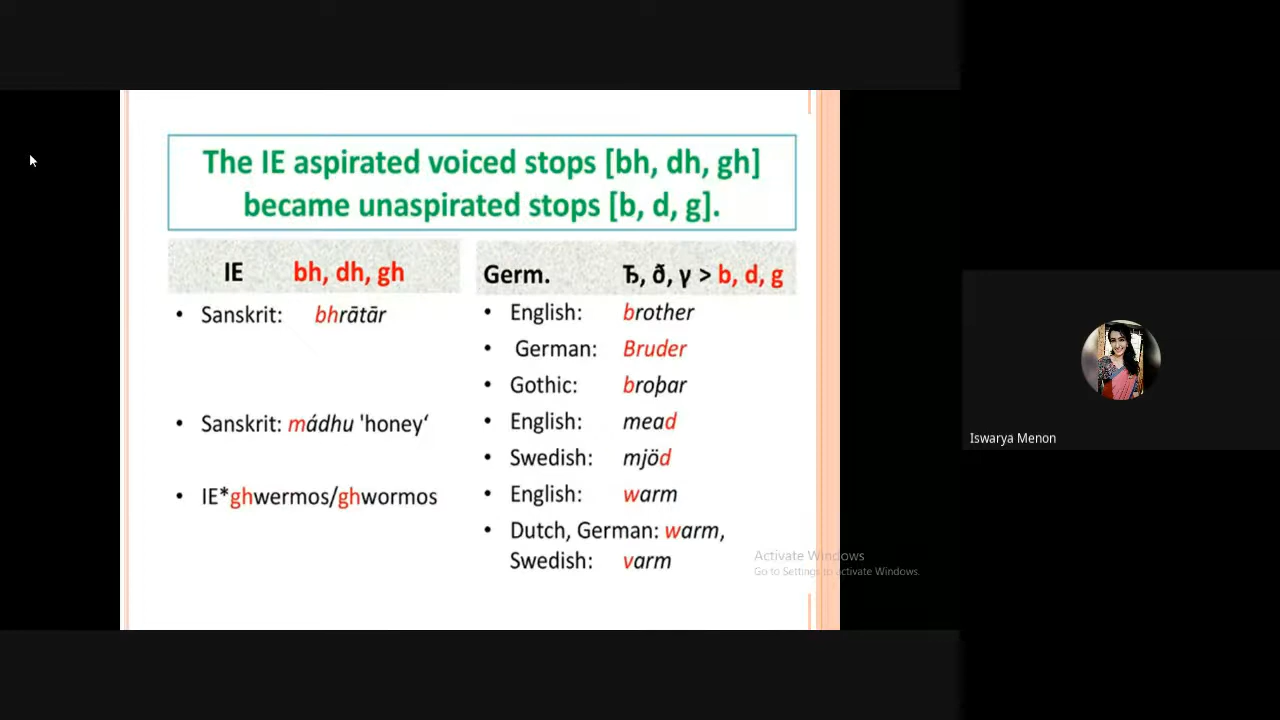 The IE aspirated voiced stops [bh, dh, gh]
became unaspirated stops [b, d, g].
IE bh, dh, gh
• Sanskrit: bhrātār
• Sanskrit: mádhu 'honey‘
• IE*ghwermos/ghwormos
Germ. Ђ, ð, γ > b, d, g
• English: brother
• German: Bruder
• Gothic: broþar
• English: mead
• Swedish: mjöd
• English: warm
• Dutch, German: warm,
Swedish: varm
Activate Windows
Go to Settings to activate Windows.
Iswarya Menon